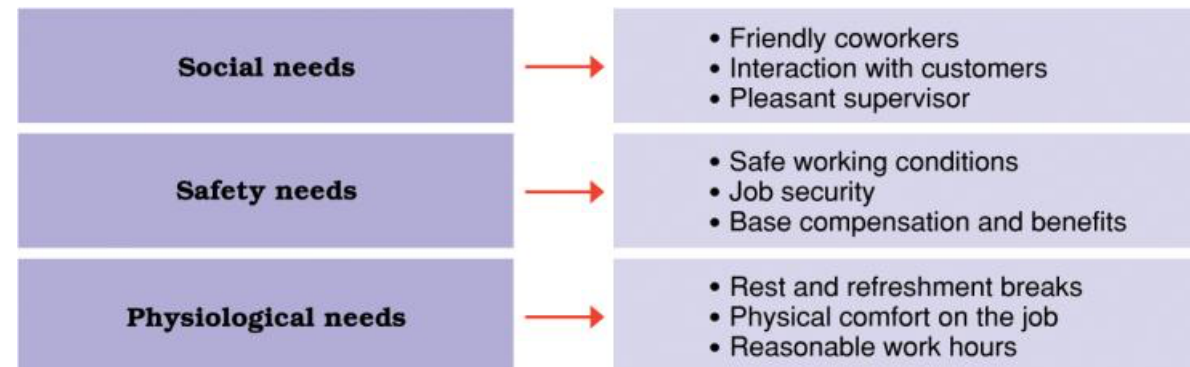 Social needs
• Friendly coworkers
• Interaction with customers
• Pleasant supervisor
Safety needs
• Safe working conditions
• Job security
• Base compensation and benefits
Physiological needs
• Rest and refreshment breaks
• Physical comfort on the job
• Reasonable work hours